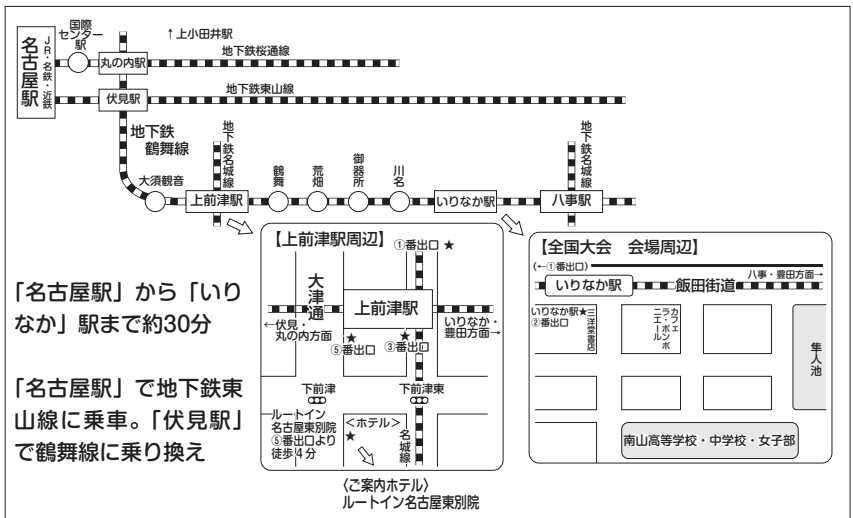 国際
センター
駅
↑上小田井駅
名古屋駅
JR・名鉄・近鉄
丸の内駅
地下鉄桜通線
伏見駅
地下鉄東山線
地下鉄
鶴舞線
大須観音
地下鉄名城線
上前津駅
鶴舞
荒畑
御器所
川名
いりなか駅
地下鉄名城線
八事駅
「名古屋駅」から「いり
なか」駅まで約30分
「名古屋駅」で地下鉄東
山線に乗車。「伏見駅」
で鶴舞線に乗り換え
【上前津駅周辺】
①番出口 ★
大津通
上前津駅
←伏見・
丸の内方面
いりなか・
豊田方面→
★
⑤番出口
★
③番出口
下前津
下前津東
ルートイン
名古屋東別院
⑤番出口より
徒歩4分
<ホテル>
★
名城線
〈ご案内ホテル〉
ルートイン名古屋東別院
【全国大会 会場周辺】
(←①番出口)
八事・豊田方面→
いりなか駅
飯田街道
いりなか駅★
②番出口
三洋堂書店
カフェ
ラ・ボンボ
ニエール
隼人池
南山高等学校・中学校・女子部